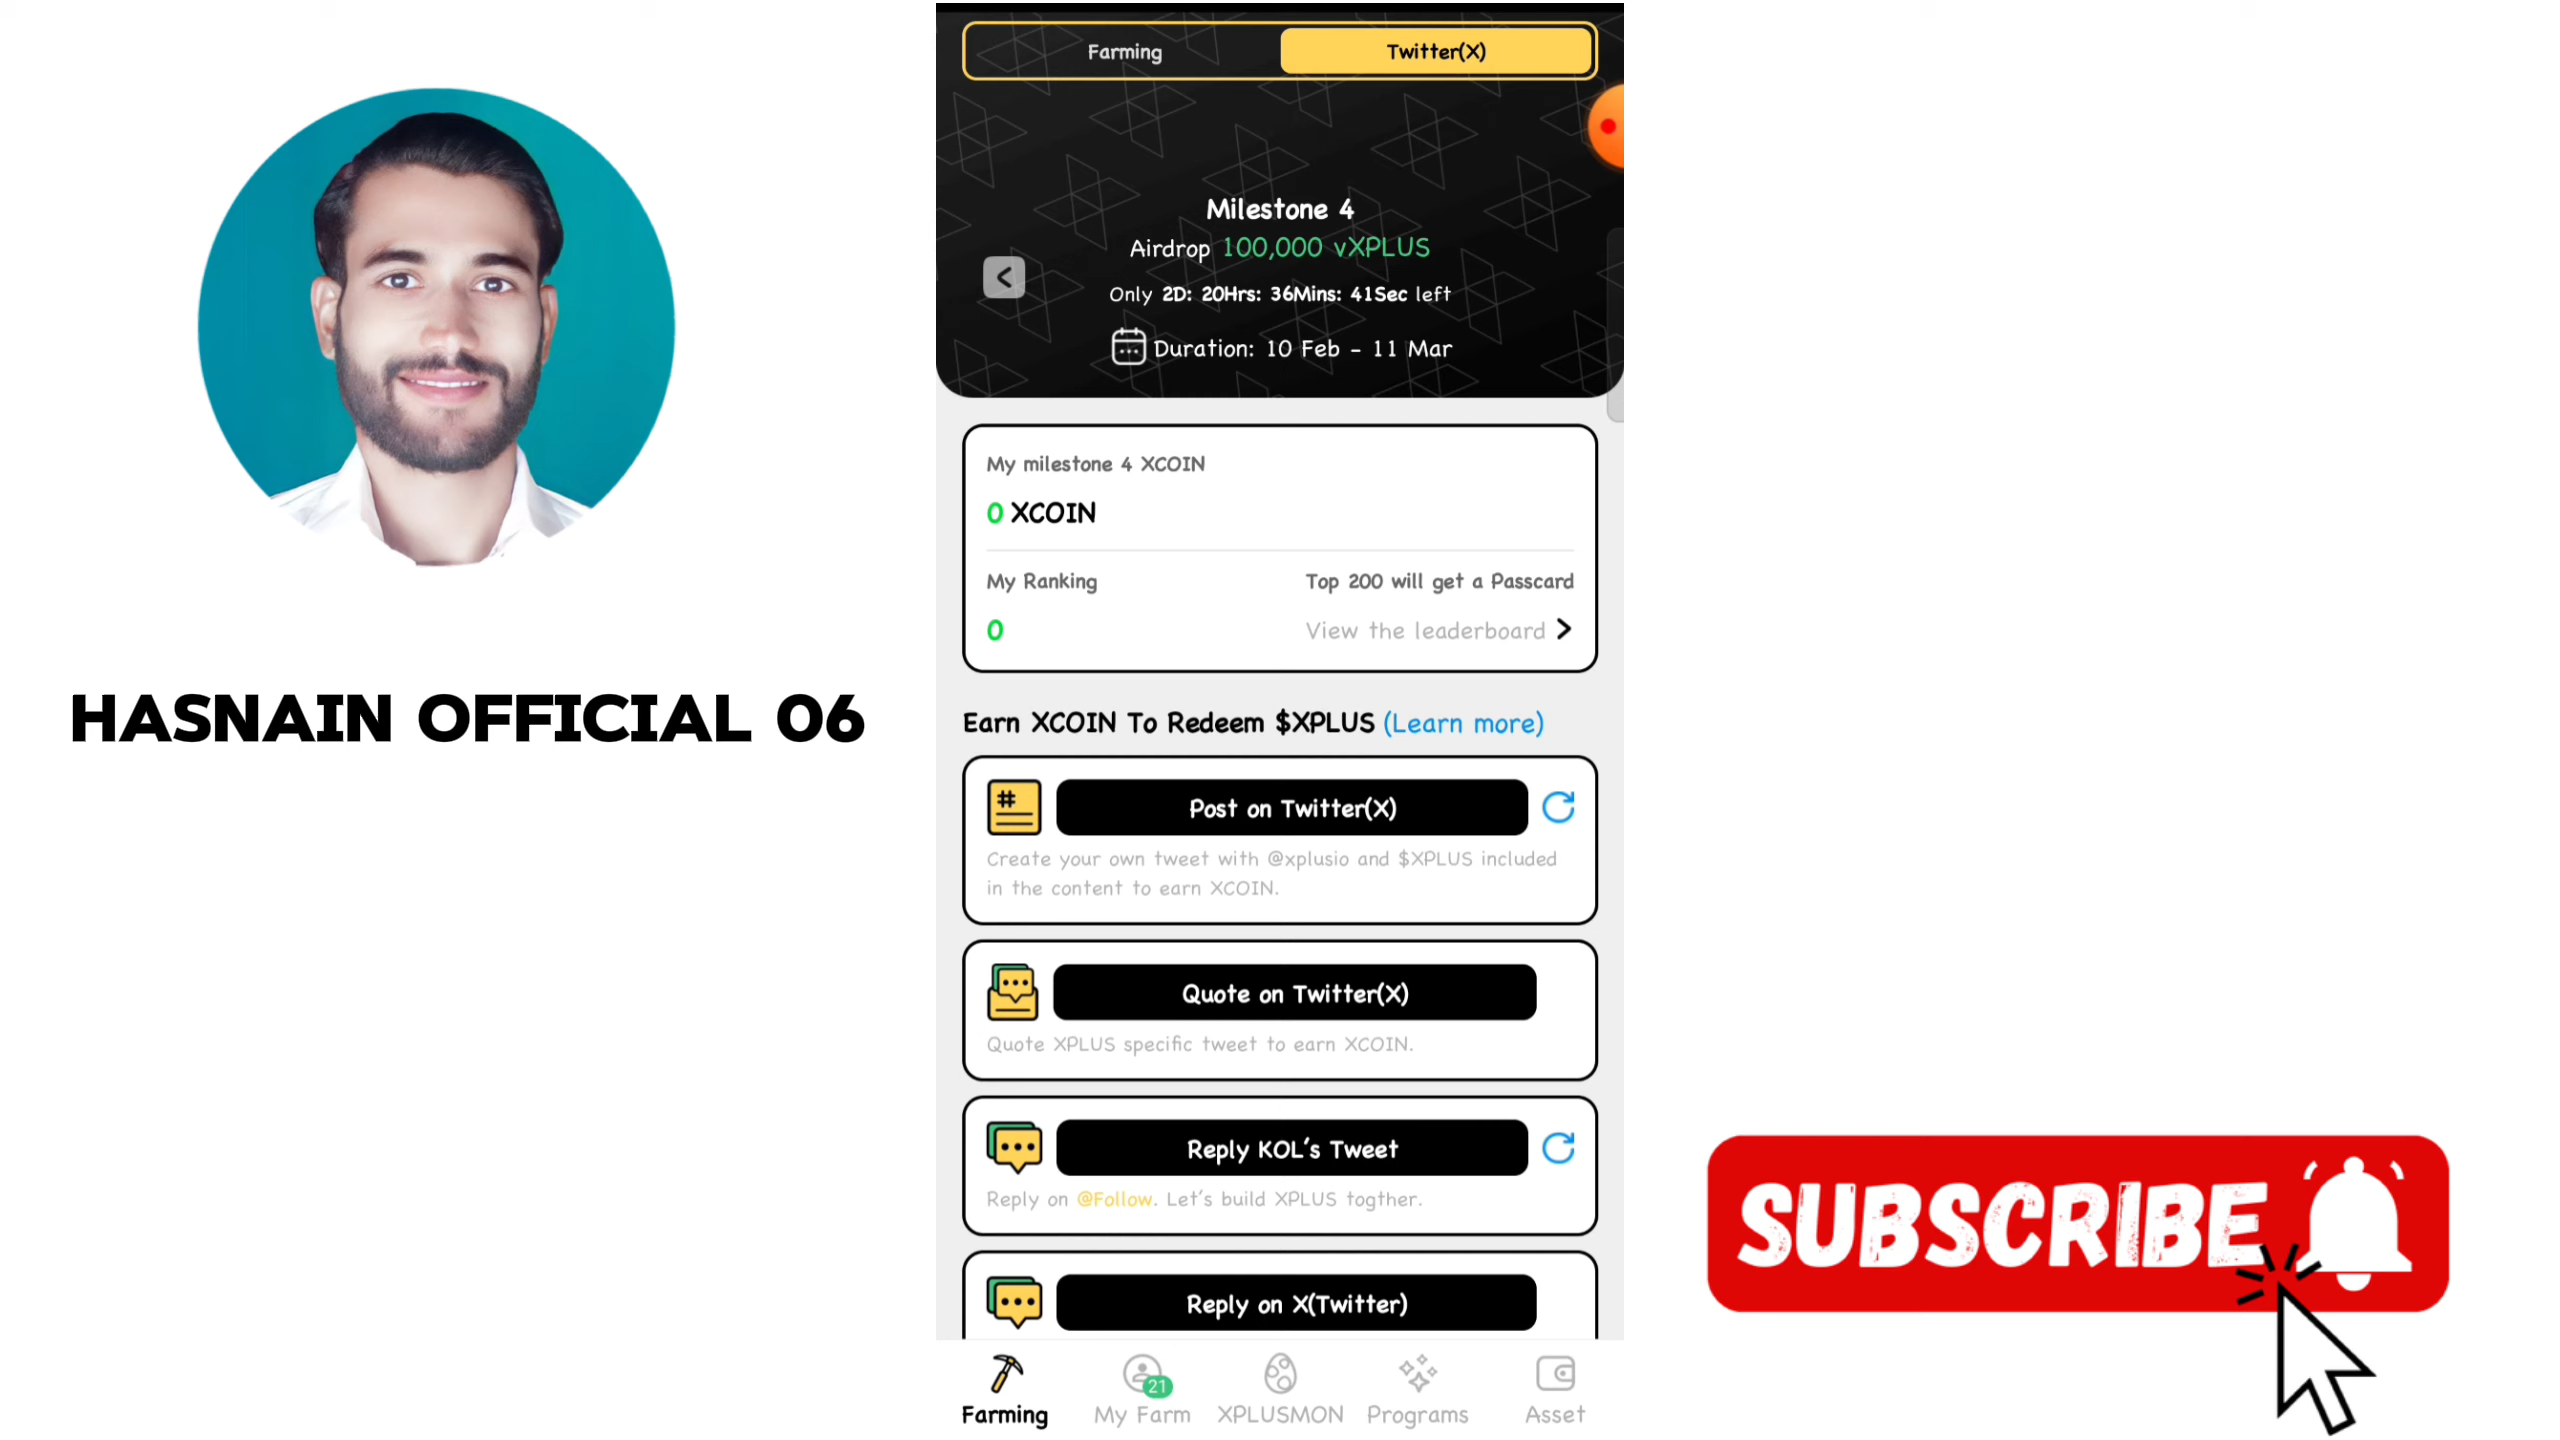 Farming
Twitter(X)
Milestone 4
Airdrop 100,000 vXPLUS
Only 2D: 20Hrs: 36Mins: 41Sec left
Duration: 10 Feb - 11 Mar
My milestone 4 XCOIN
0 XCOIN
My Ranking
Top 200 will get a Passcard
0
View the leaderboard >
HASNAIN OFFICIAL 06
Earn XCOIN To Redeem $XPLUS (Learn more)
Post on Twitter(X)
Create your own tweet with @xplusio and $XPLUS included
in the content to earn XCOIN.
Quote on Twitter(X)
Quote XPLUS specific tweet to earn XCOIN.
Reply KOL's Tweet
Reply on @Follow. Let's build XPLUS togther.
Reply on X(Twitter)
SUBSCRIBE
21
Farming
My Farm
XPLUSMON
Programs
Asset